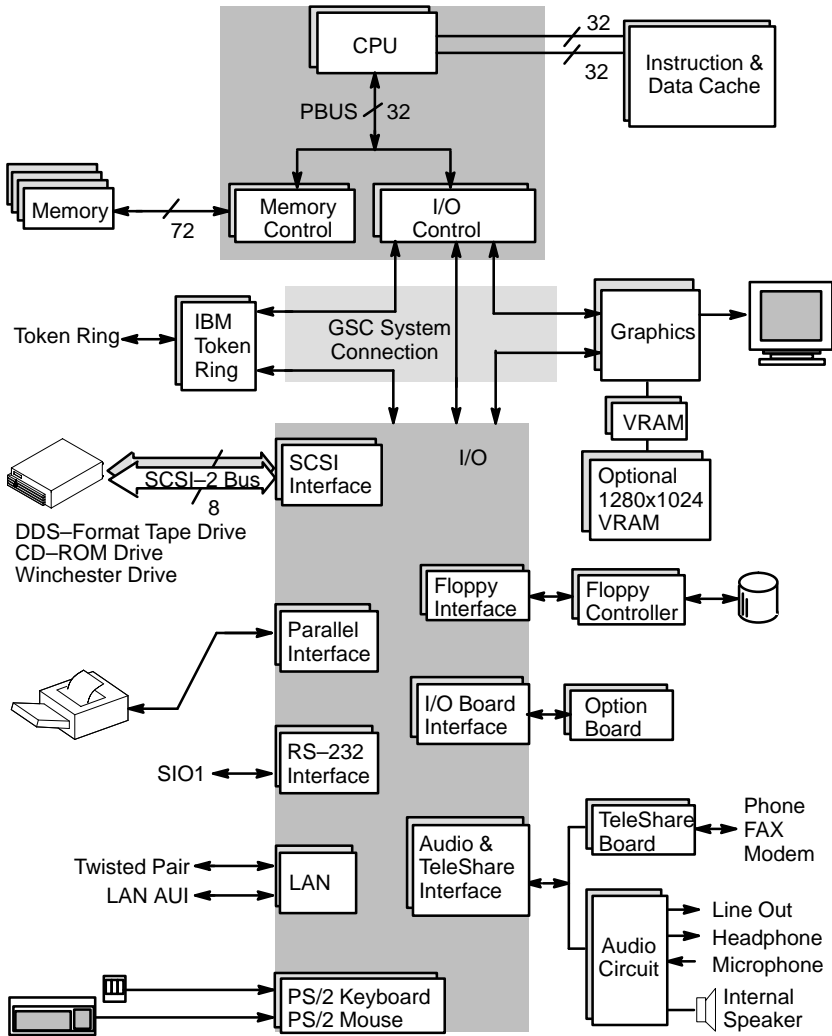 CPU
32
32
Instruction &
Data Cache
PBUS
32
Memory
72
Memory
Control
I/O
Control
Token Ring
IBM
Token
Ring
GSC System
Connection
Graphics
VRAM
Optional
1280x1024
VRAM
I/O
SCSI–2 Bus
8
SCSI
Interface
DDS–Format Tape Drive
CD–ROM Drive
Winchester Drive
Floppy
Interface
Floppy
Controller
Parallel
Interface
I/O Board
Interface
Option
Board
SIO1
RS–232
Interface
Audio &
TeleShare
Interface
TeleShare
Board
Phone
FAX
Modem
Twisted Pair
LAN AUI
LAN
Audio
Circuit
Line Out
Headphone
Microphone
Internal
Speaker
PS/2 Keyboard
PS/2 Mouse